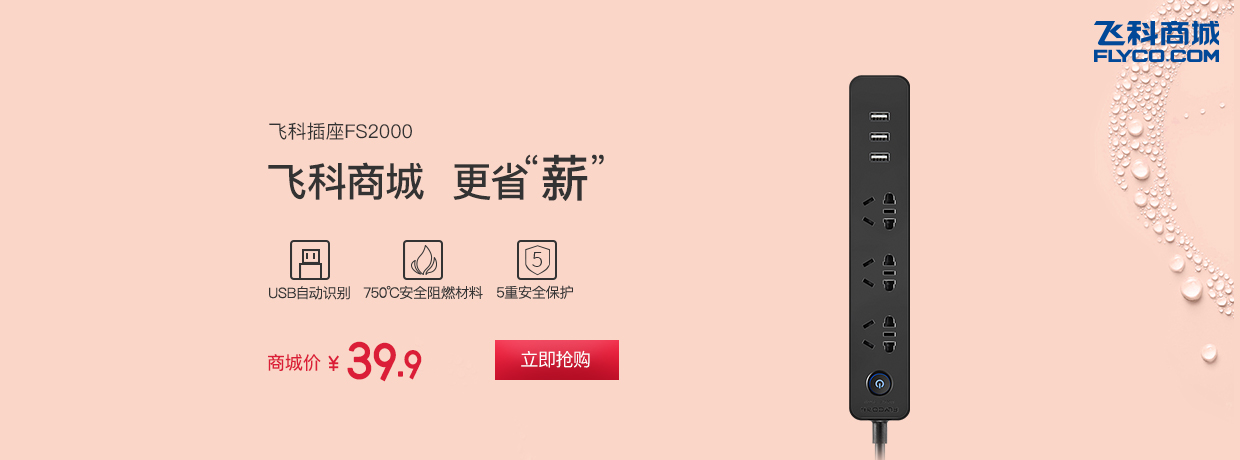 飞科商城
FLYCO.COM
飞科插座FS2000
飞科商城 更省“薪”
5
USB自动识别 750℃安全阻燃材料 5重安全保护
商城价 ¥ 39.9
立即抢购